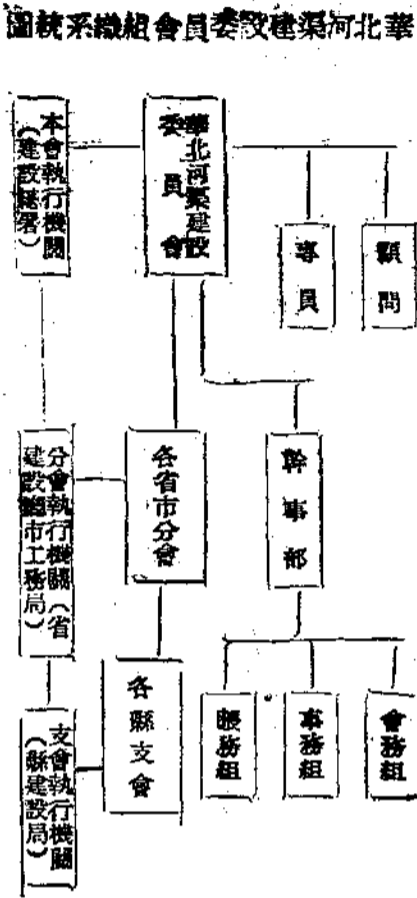 華北河渠建設委員會組織系統圖
顧問
專員
華北河渠建設
委員會
本會執行機關
(建設總署)
幹事部
各省市分會
分會執行機關(省
建設廳市工務局)
會務組
事務組
賬務組
各縣支會
支會執行機關
(縣建設局)